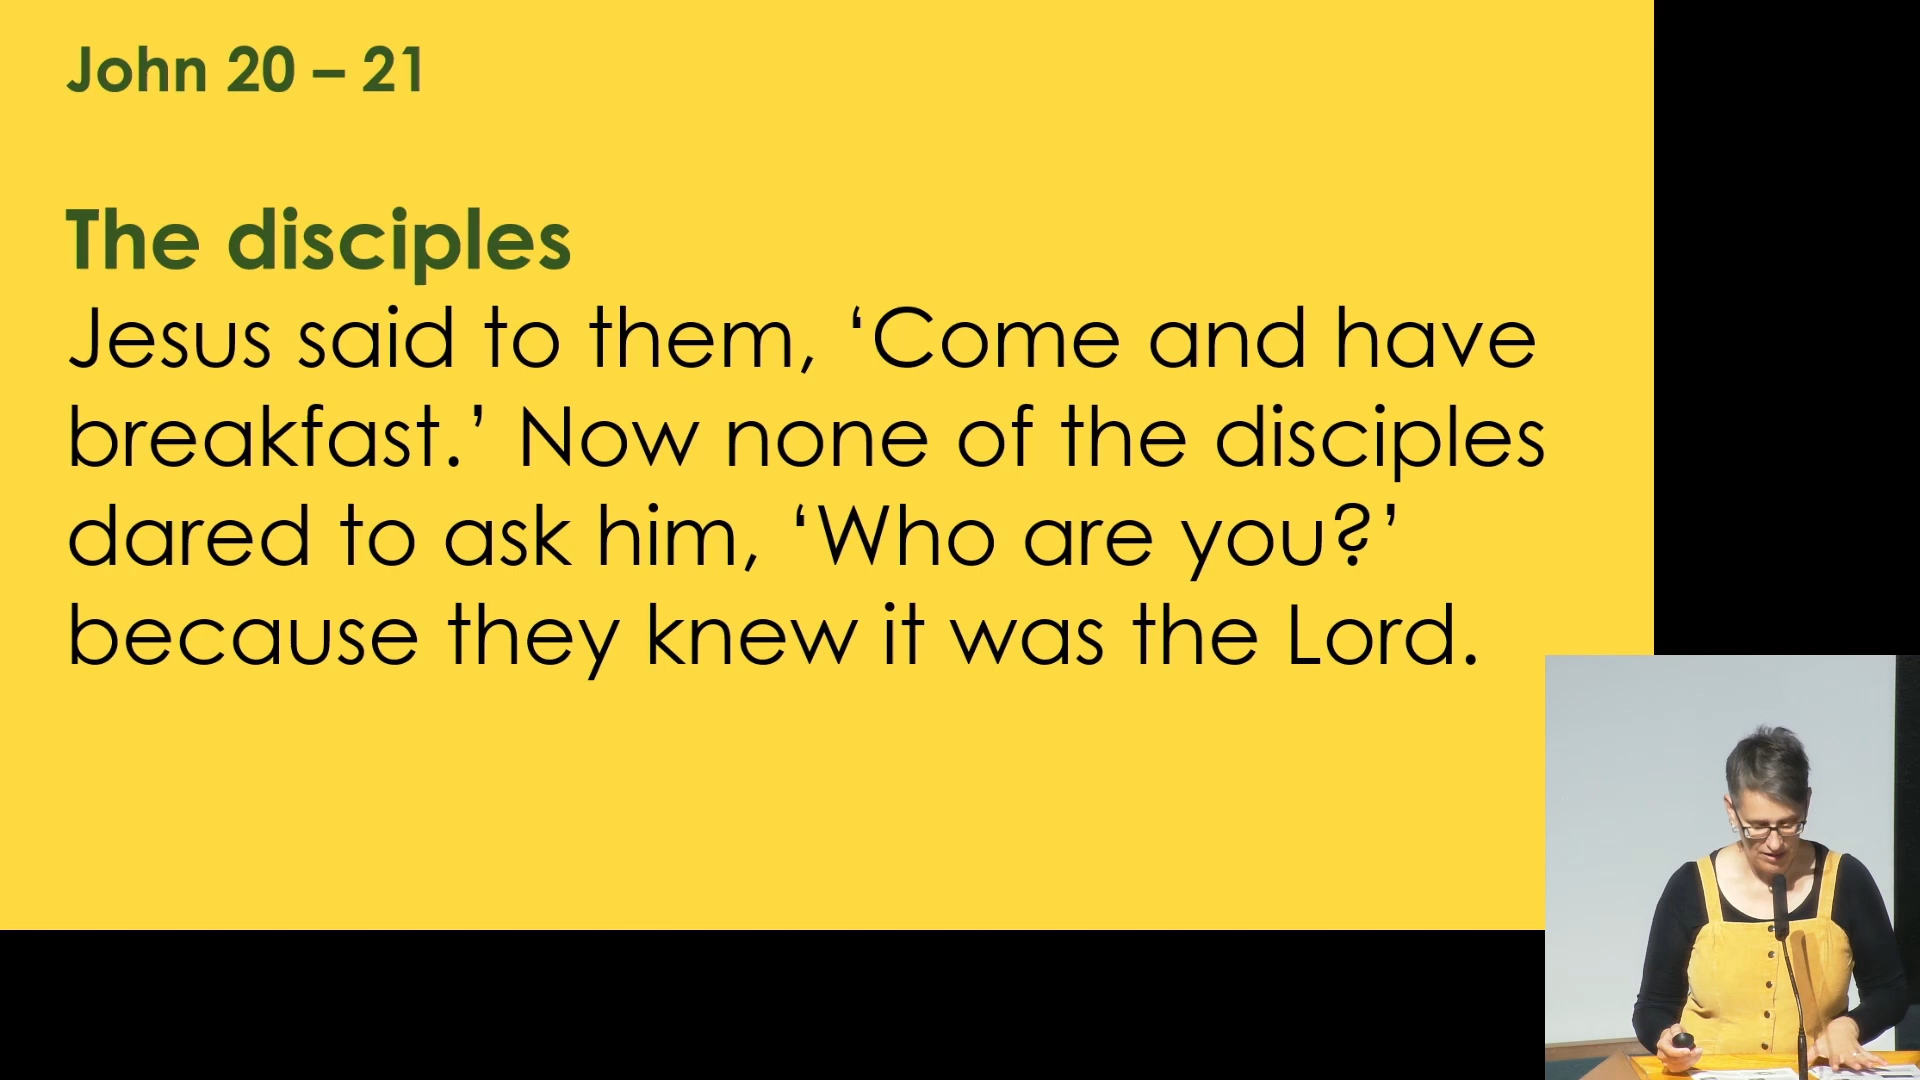 John 20 – 21
The disciples
Jesus said to them, ‘Come and have
breakfast.’ Now none of the disciples
dared to ask him, ‘Who are you?’
because they knew it was the Lord.